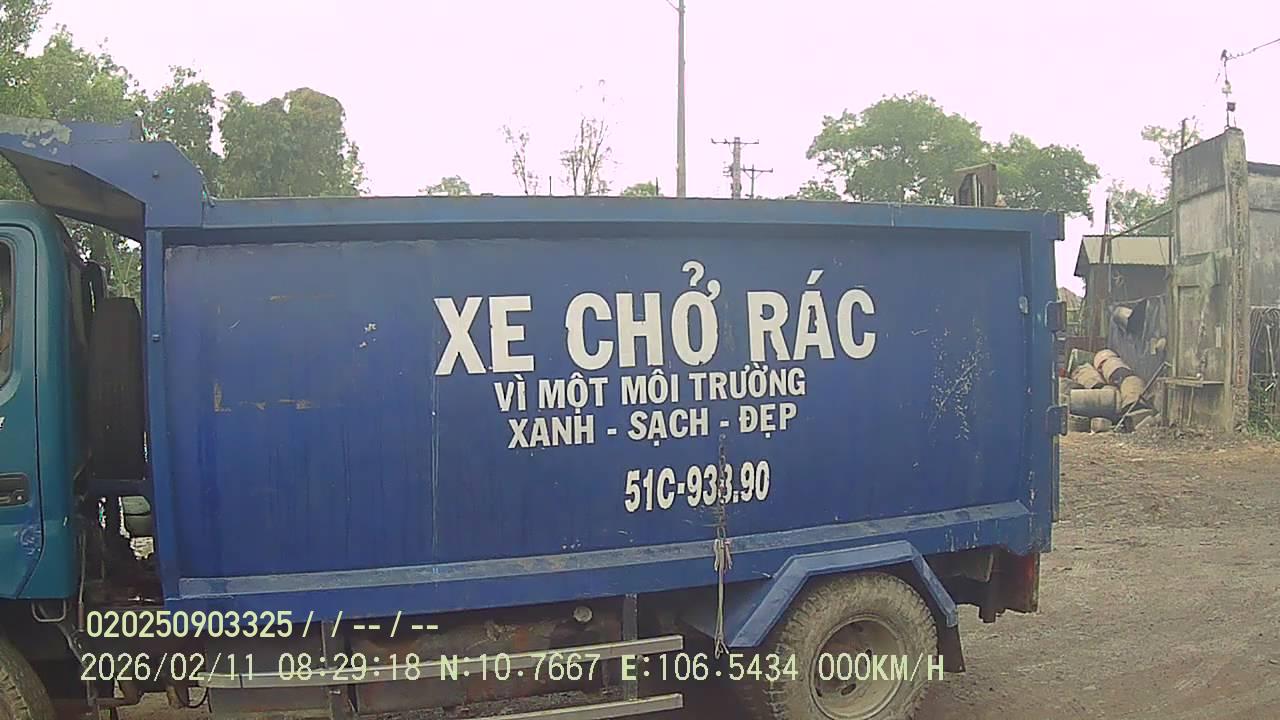 XE CHỞ RÁC
VÌ MỘT MÔI TRƯỜNG
XANH - SẠCH - ĐẸP
51C-938.90
020250903325 / / -- / --
2026/02/11 08:29:18 N:10.7667 E:106.5434 000KM/H